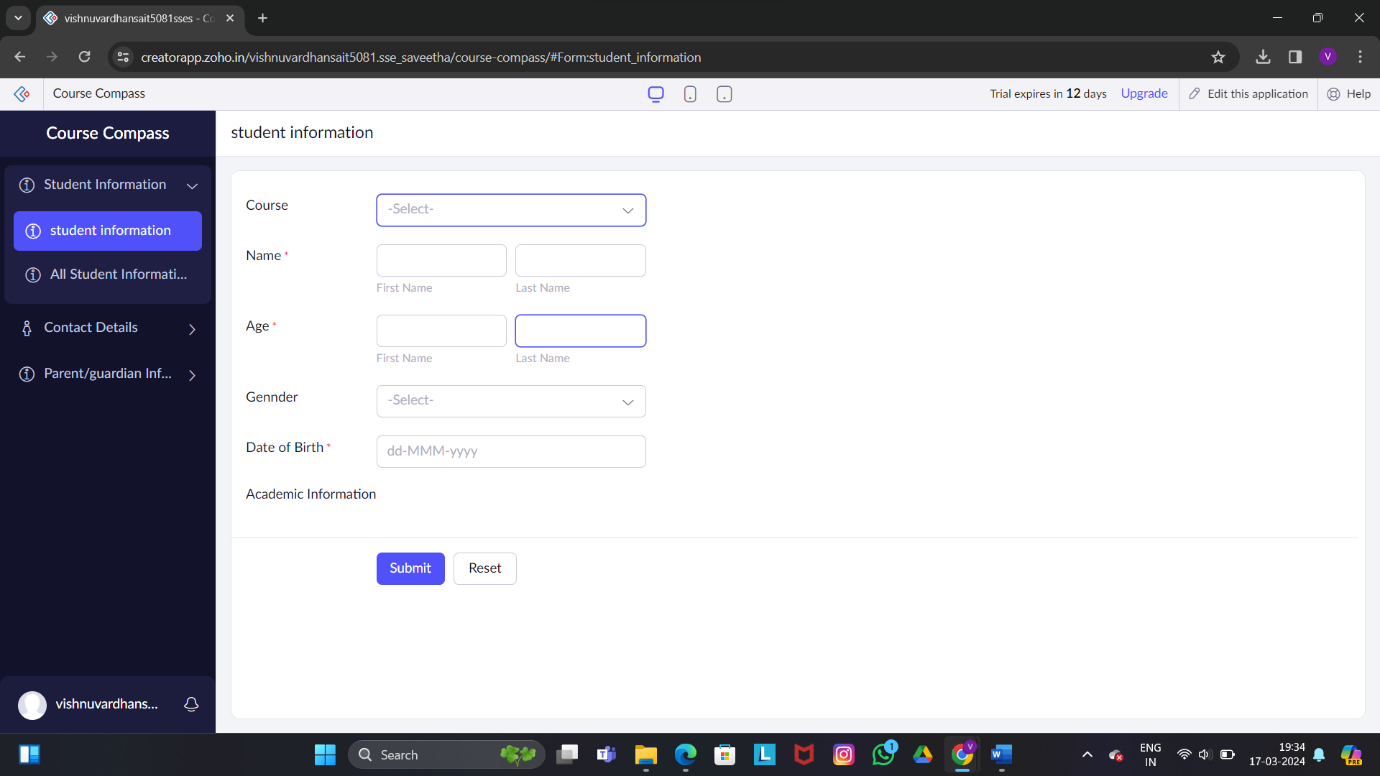 vishnuvardhansait5081sses - Co
creatorapp.zoho.in/vishnuvardhansait5081.sse_saveetha/course-compass/#Form:student_information
V
Course Compass
Trial expires in 12 days
Upgrade
Edit this application
Help
Course Compass
student information
Student Information
student information
All Student Informati...
Contact Details
Parent/guardian Inf...
Course
-Select-
Name *
First Name
Last Name
Age *
First Name
Last Name
Gennder
-Select-
Date of Birth *
dd-MMM-yyyy
Academic Information
Submit
Reset
vishnuvardhans...
Search
T
L
1
V
W
ENG
IN
19:34
17-03-2024
PRE